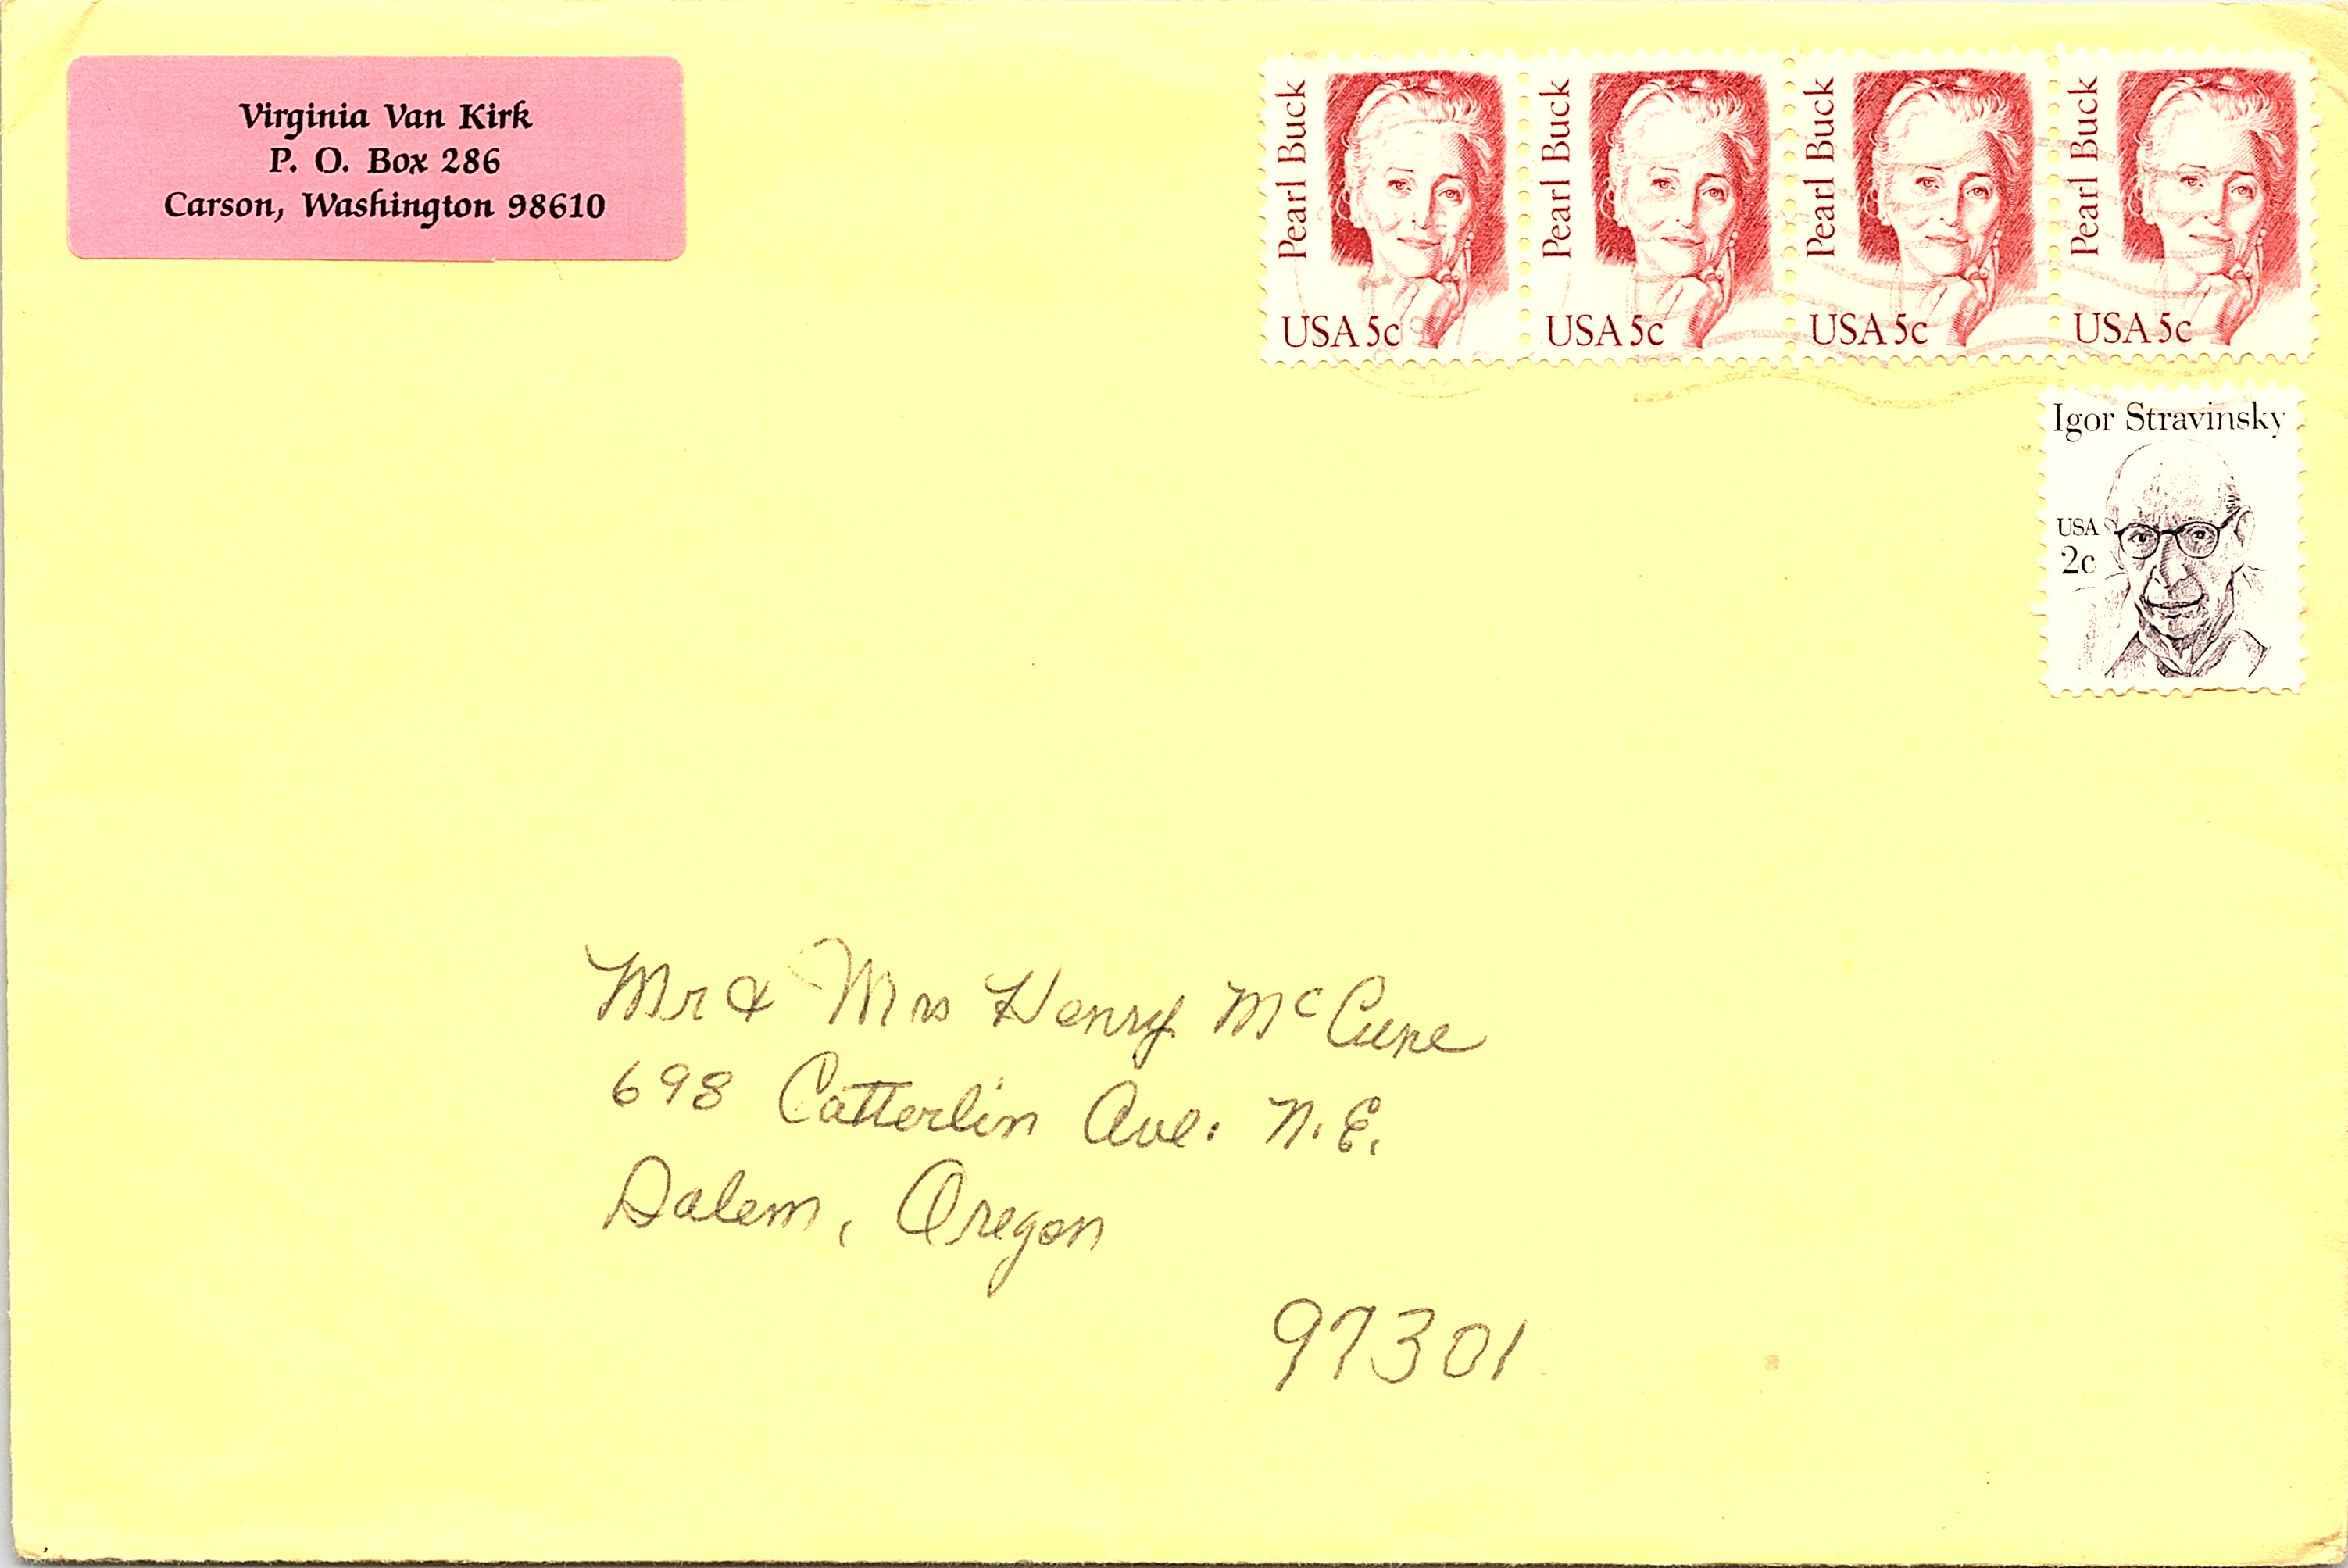 Virginia Van Kirk
P. O. Box 286
Carson, Washington 98610
Pearl Buck
USA 5c
Pearl Buck
USA 5c
Pearl Buck
USA 5c
Pearl Buck
USA 5c
Igor Stravinsky
USA
2c
Mr & Mrs Henry McCune
698 Catterlin Ave. N.E.
Salem, Oregon
97301